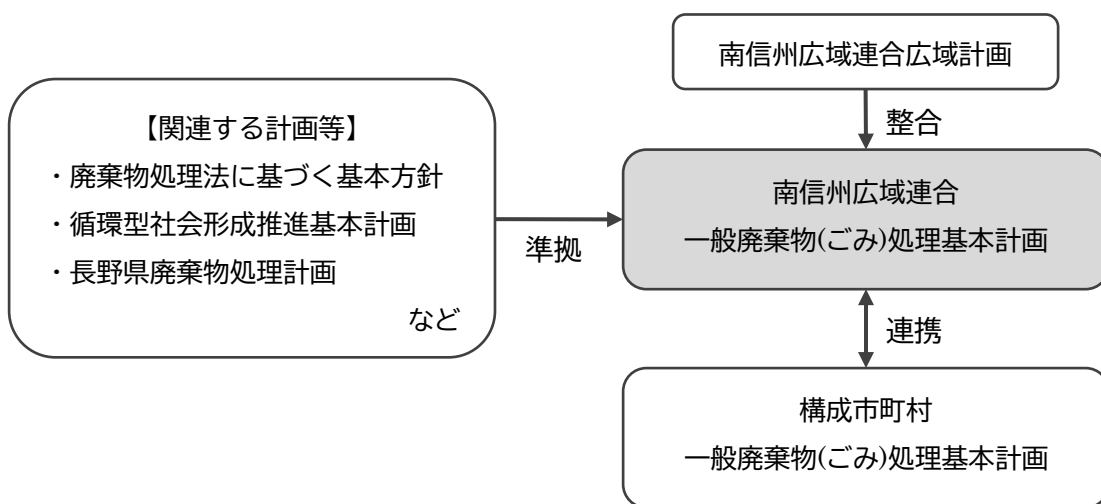 南信州広域連合広域計画
整合
【関連する計画等】
・廃棄物処理法に基づく基本方針
・循環型社会形成推進基本計画
・長野県廃棄物処理計画
など
準拠
南信州広域連合
一般廃棄物(ごみ)処理基本計画
連携
構成市町村
一般廃棄物(ごみ)処理基本計画